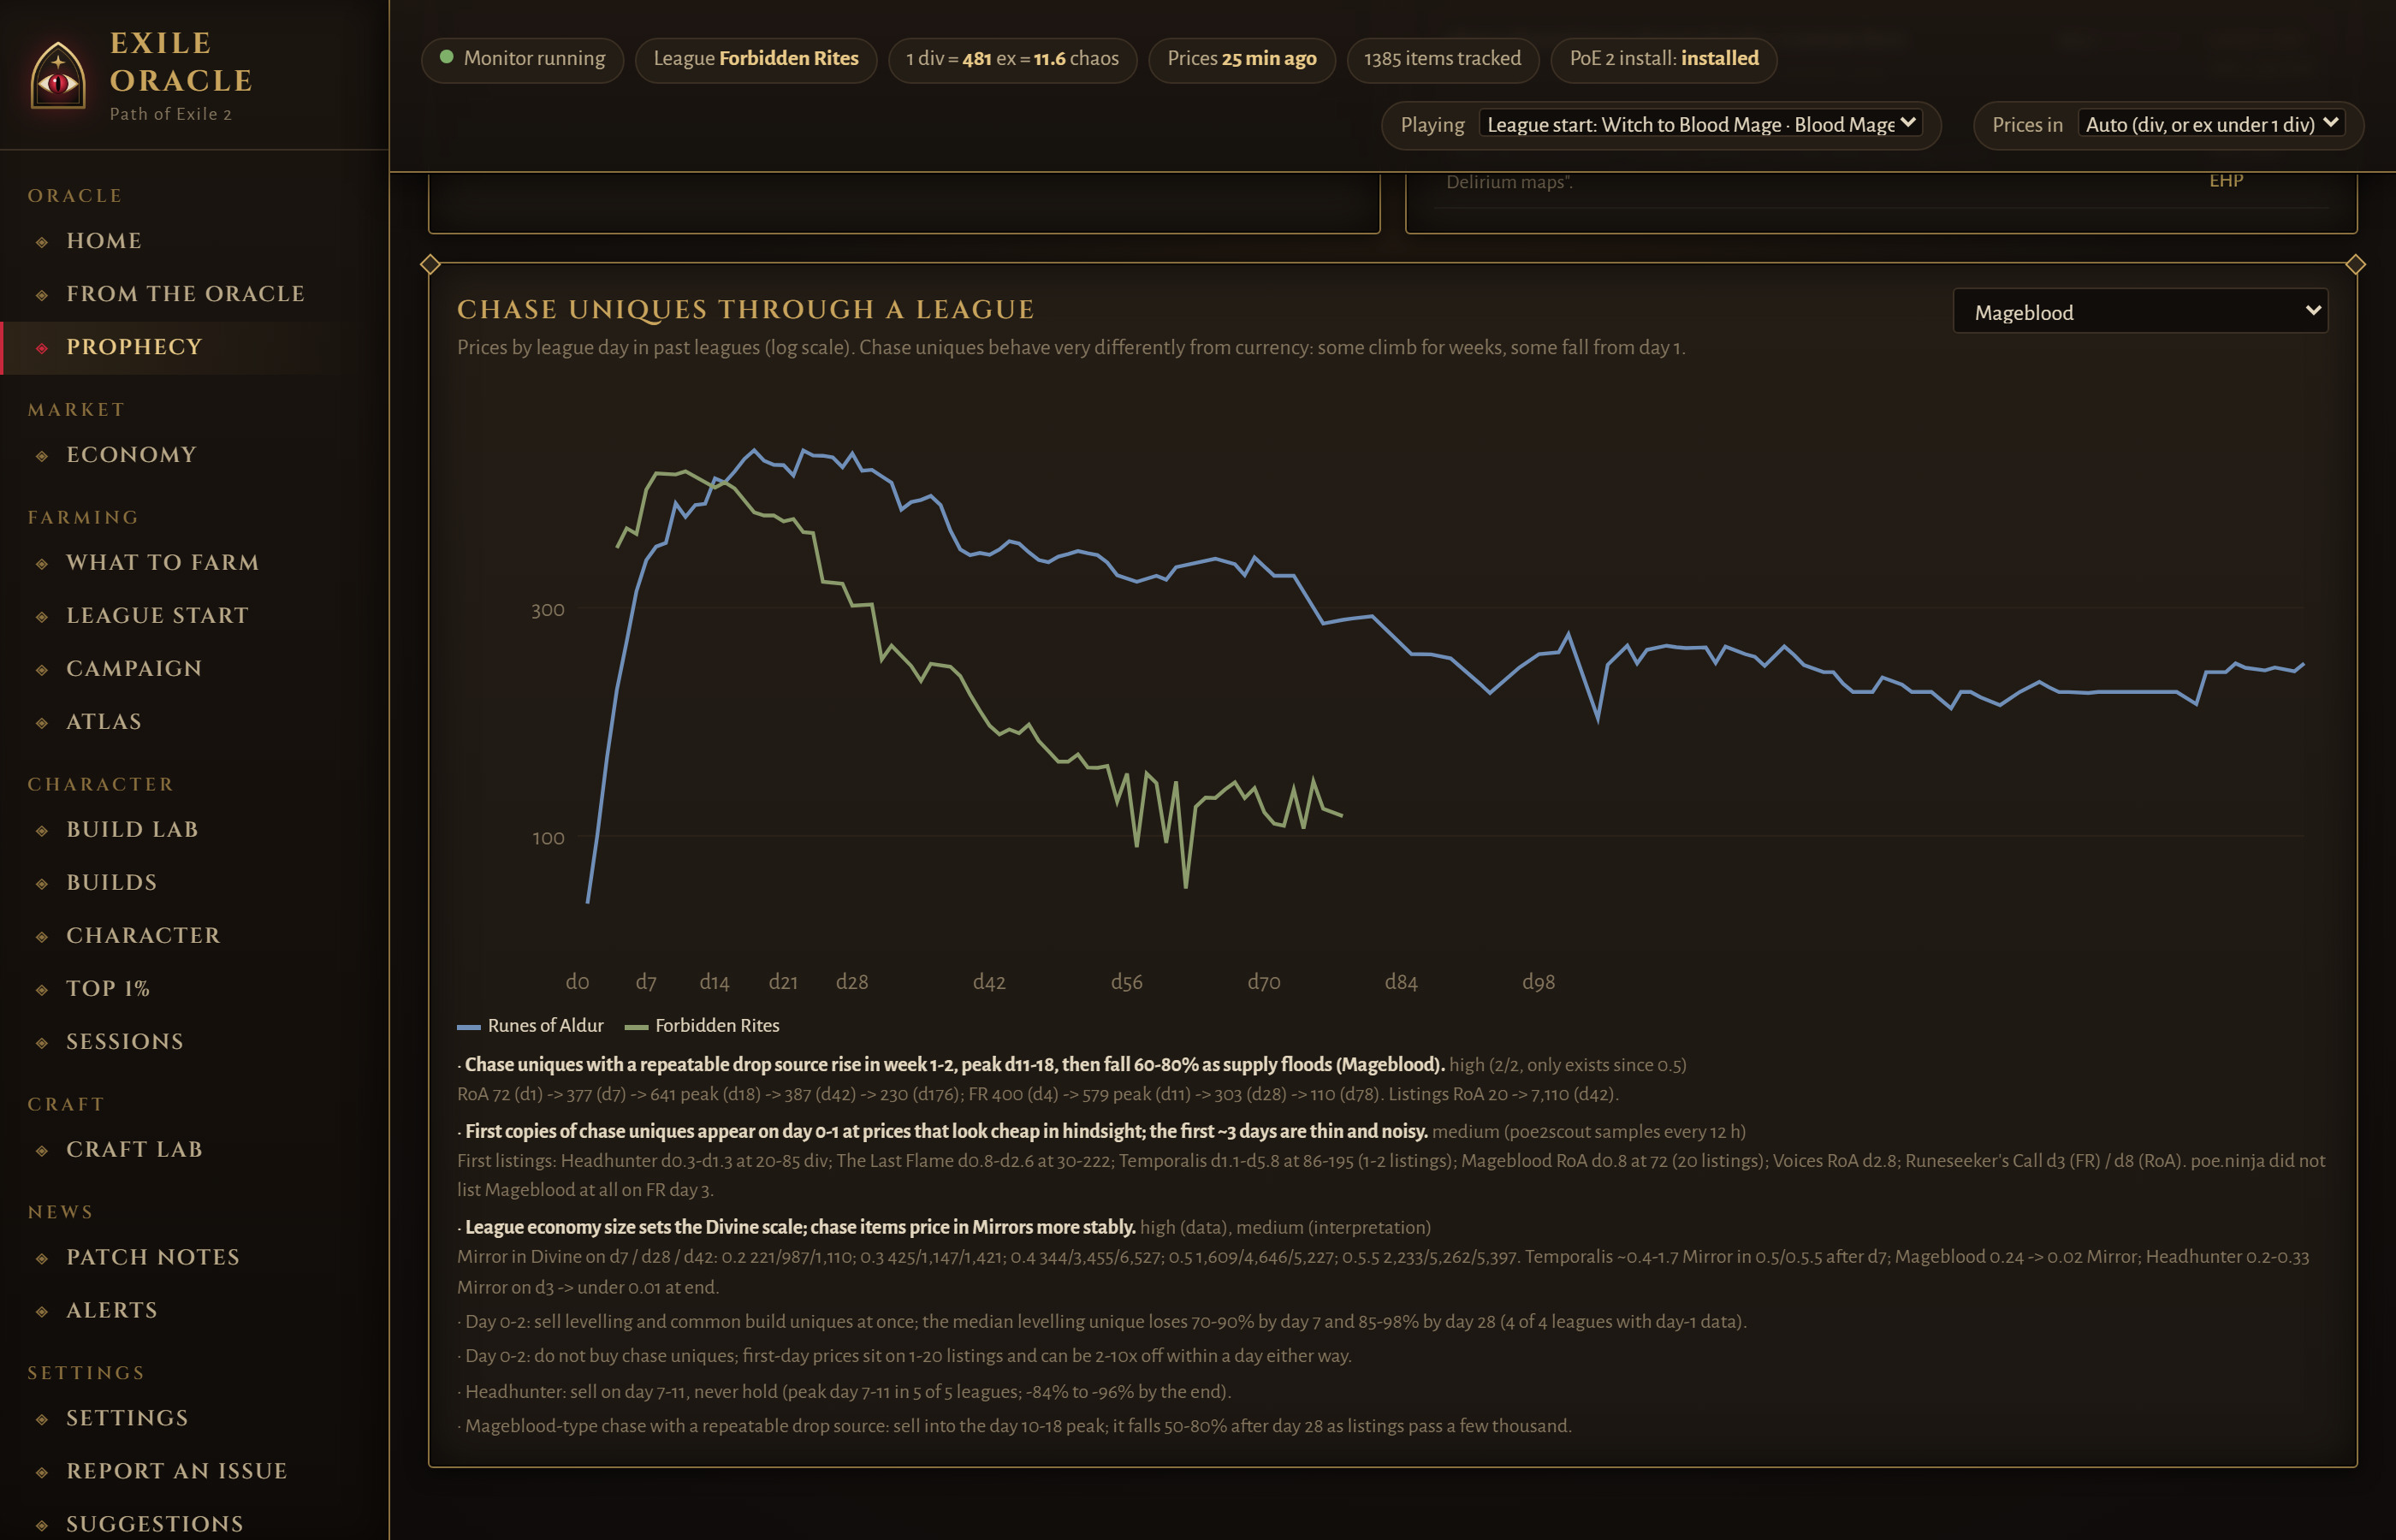 EXILE
ORACLE
Path of Exile 2
Monitor running
League Forbidden Rites
1 div = 481 ex = 11.6 chaos
Prices 25 min ago
1385 items tracked
PoE 2 install: installed
Playing
League start: Witch to Blood Mage · Blood Mage
Prices in
Auto (div, or ex under 1 div)
ORACLE
HOME
FROM THE ORACLE
PROPHECY
MARKET
ECONOMY
FARMING
WHAT TO FARM
LEAGUE START
CAMPAIGN
ATLAS
CHARACTER
BUILD LAB
BUILDS
CHARACTER
TOP 1%
SESSIONS
CRAFT
CRAFT LAB
NEWS
PATCH NOTES
ALERTS
SETTINGS
SETTINGS
REPORT AN ISSUE
SUGGESTIONS
Delirium maps".
EHP
CHASE UNIQUES THROUGH A LEAGUE
Mageblood
Prices by league day in past leagues (log scale). Chase uniques behave very differently from currency: some climb for weeks, some fall from day 1.
300
100
d0 d7 d14 d21 d28 d42 d56 d70 d84 d98
Runes of Aldur Forbidden Rites
· Chase uniques with a repeatable drop source rise in week 1-2, peak d11-18, then fall 60-80% as supply floods (Mageblood). high (2/2, only exists since 0.5)
RoA 72 (d1) -> 377 (d7) -> 641 peak (d18) -> 387 (d42) -> 230 (d176); FR 400 (d4) -> 579 peak (d11) -> 303 (d28) -> 110 (d78). Listings RoA 20 -> 7,110 (d42).
· First copies of chase uniques appear on day 0-1 at prices that look cheap in hindsight; the first ~3 days are thin and noisy. medium (poe2scout samples every 12 h)
First listings: Headhunter d0.3-d1.3 at 20-85 div; The Last Flame d0.8-d2.6 at 30-222; Temporalis d1.1-d5.8 at 86-195 (1-2 listings); Mageblood RoA d0.8 at 72 (20 listings); Voices RoA d2.8; Runeseeker's Call d3 (FR) / d8 (RoA). poe.ninja did not
list Mageblood at all on FR day 3.
· League economy size sets the Divine scale; chase items price in Mirrors more stably. high (data), medium (interpretation)
Mirror in Divine on d7 / d28 / d42: 0.2 221/987/1,110; 0.3 425/1,147/1,421; 0.4 344/3,455/6,527; 0.5 1,609/4,646/5,227; 0.5.5 2,233/5,262/5,397. Temporalis ~0.4-1.7 Mirror in 0.5/0.5.5 after d7; Mageblood 0.24 -> 0.02 Mirror; Headhunter 0.2-0.33
Mirror on d3 -> under 0.01 at end.
· Day 0-2: sell levelling and common build uniques at once; the median levelling unique loses 70-90% by day 7 and 85-98% by day 28 (4 of 4 leagues with day-1 data).
· Day 0-2: do not buy chase uniques; first-day prices sit on 1-20 listings and can be 2-10x off within a day either way.
· Headhunter: sell on day 7-11, never hold (peak day 7-11 in 5 of 5 leagues; -84% to -96% by the end).
· Mageblood-type chase with a repeatable drop source: sell into the day 10-18 peak; it falls 50-80% after day 28 as listings pass a few thousand.